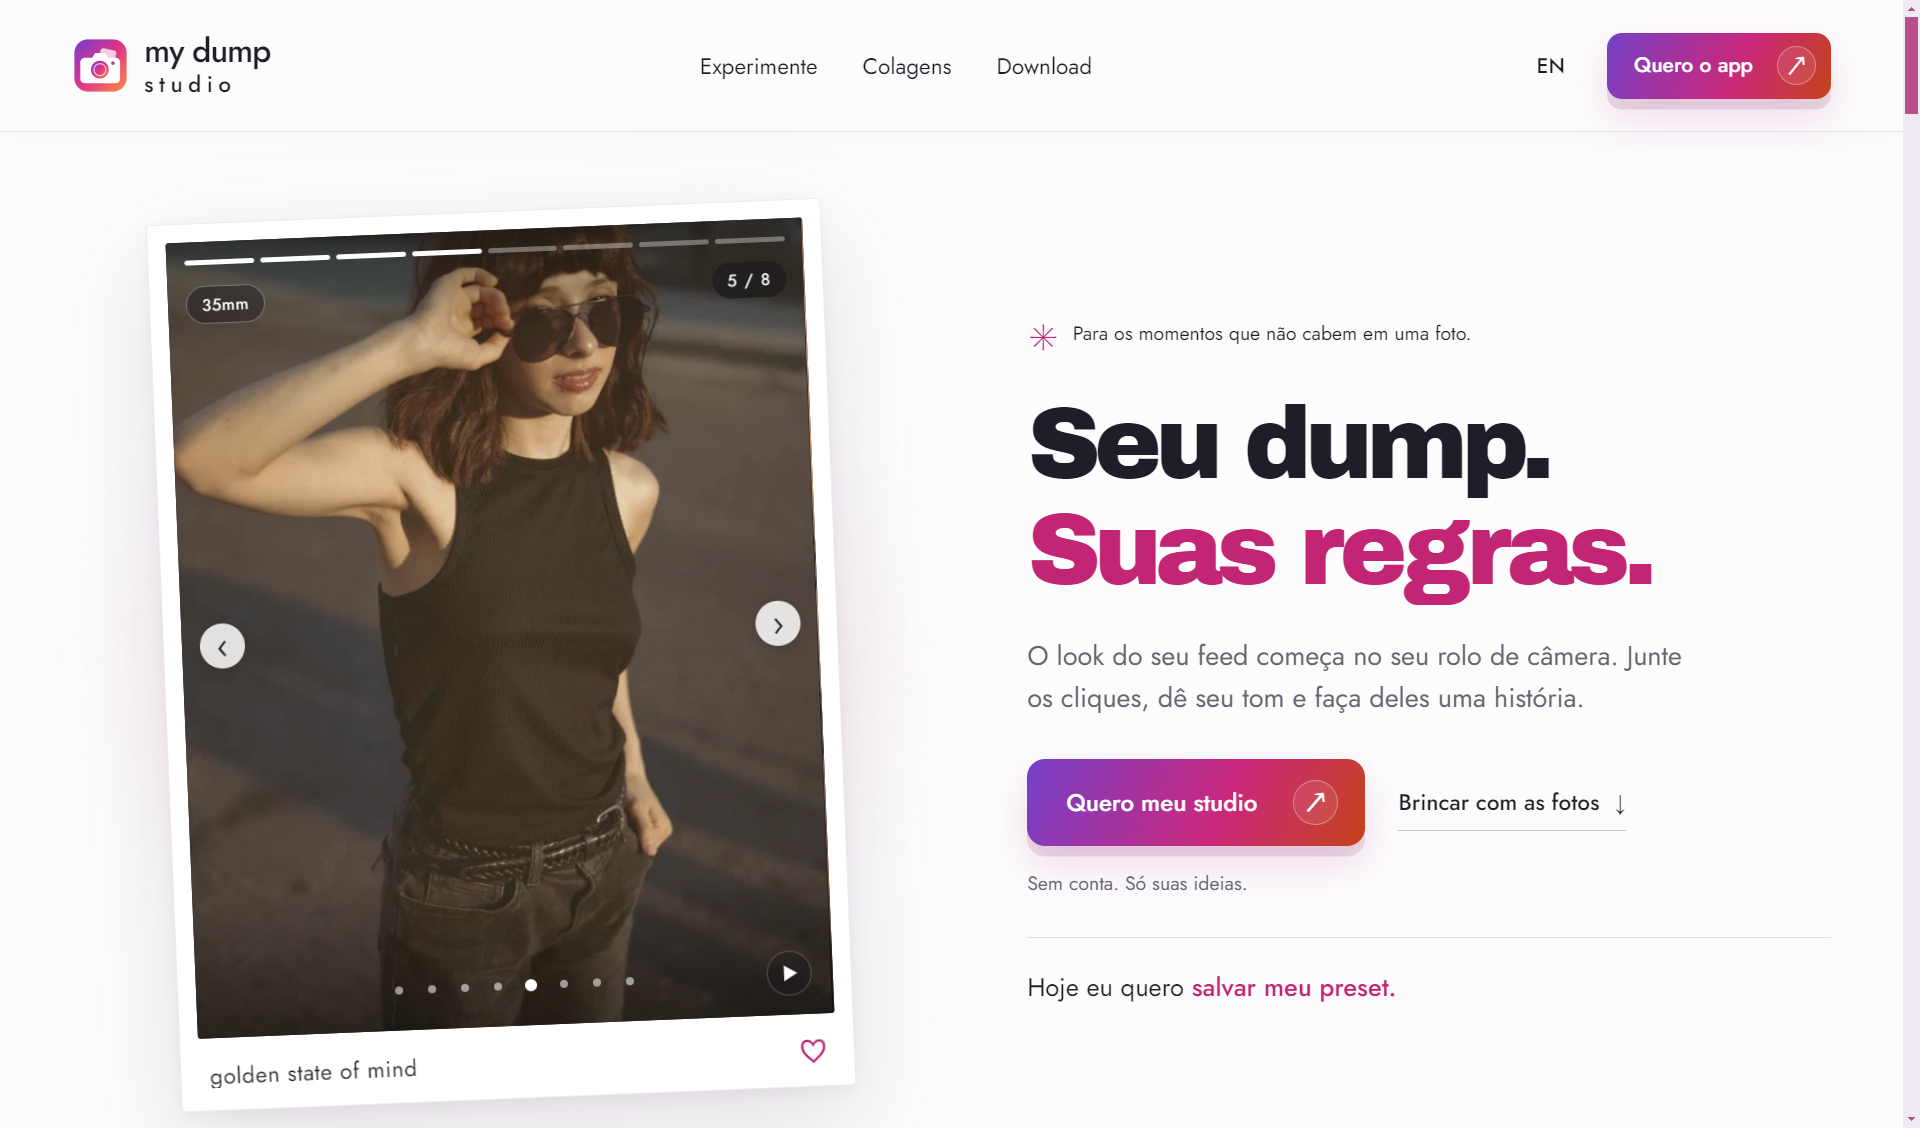 my dump
studio
Experimente
Colagens
Download
EN
Quero o app
35mm
5 / 8
golden state of mind
Para os momentos que não cabem em uma foto.
Seu dump.
Suas regras.
O look do seu feed começa no seu rolo de câmera. Junte
os cliques, dê seu tom e faça deles uma história.
Quero meu studio
Brincar com as fotos ↓
Sem conta. Só suas ideias.
Hoje eu quero salvar meu preset.